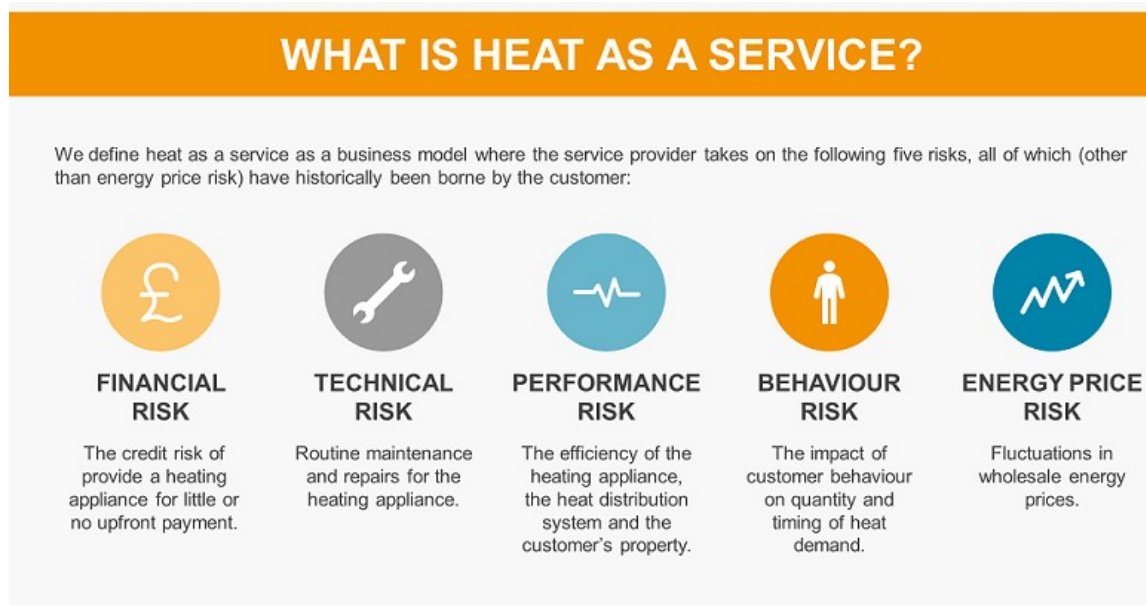 WHAT IS HEAT AS A SERVICE?
We define heat as a service as a business model where the service provider takes on the following five risks, all of which (other
than energy price risk) have historically been borne by the customer:
£
FINANCIAL
RISK
The credit risk of
provide a heating
appliance for little or
no upfront payment.
TECHNICAL
RISK
Routine maintenance
and repairs for the
heating appliance.
PERFORMANCE
RISK
The efficiency of the
heating appliance,
the heat distribution
system and the
customer's property.
BEHAVIOUR
RISK
The impact of
customer behaviour
on quantity and
timing of heat
demand.
ENERGY PRICE
RISK
Fluctuations in
wholesale energy
prices.